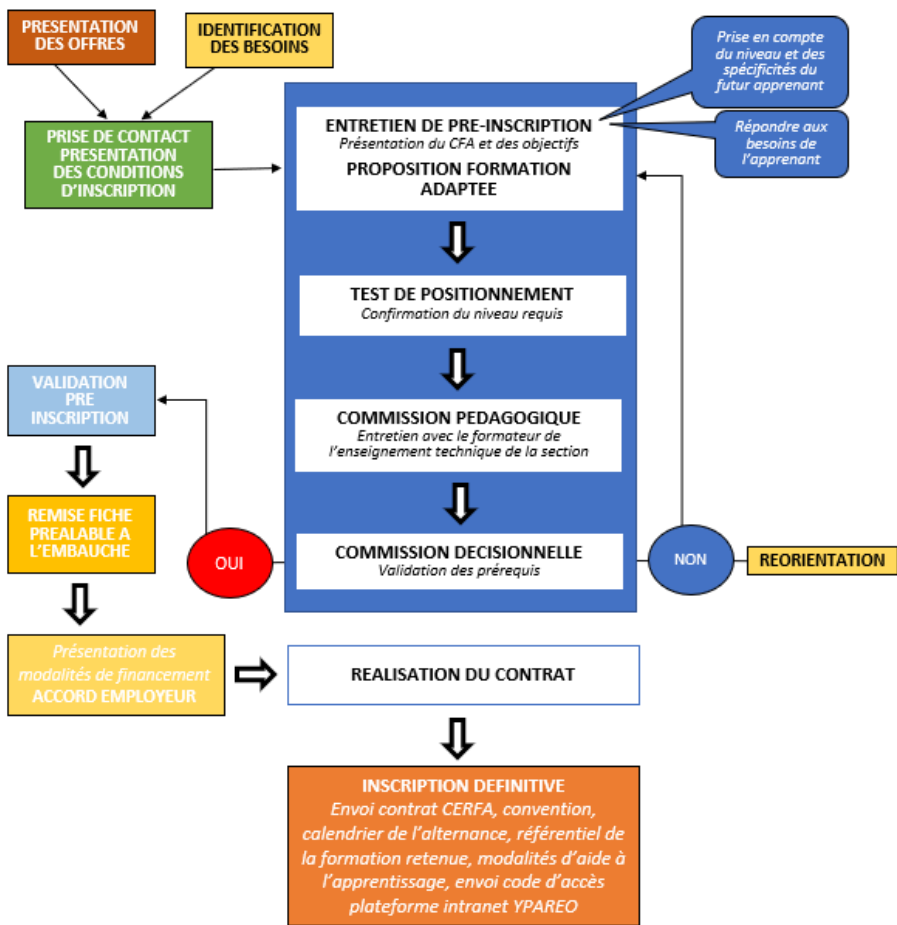 PRESENTATION
DES OFFRES
IDENTIFICATION
DES BESOINS
Prise en compte
du niveau et des
spécificités du
futur apprenant
PRISE DE CONTACT
PRESENTATION
DES CONDITIONS
D'INSCRIPTION
ENTRETIEN DE PRE-INSCRIPTION
Présentation du CFA et des objectifs
PROPOSITION FORMATION
ADAPTEE
Répondre aux
besoins de
l'apprenant
TEST DE POSITIONNEMENT
Confirmation du niveau requis
VALIDATION
PRE
INSCRIPTION
COMMISSION PEDAGOGIQUE
Entretien avec le formateur de
l'enseignement technique de la section
REMISE FICHE
PREALABLE A
L'EMBAUCHE
OUI
COMMISSION DECISIONNELLE
Validation des prérequis
NON
REORIENTATION
Présentation des
modalités de financement
ACCORD EMPLOYEUR
REALISATION DU CONTRAT
INSCRIPTION DEFINITIVE
Envoi contrat CERFA, convention,
calendrier de l'alternance, référentiel de
la formation retenue, modalités d'aide à
l'apprentissage, envoi code d'accès
plateforme intranet YPAREO